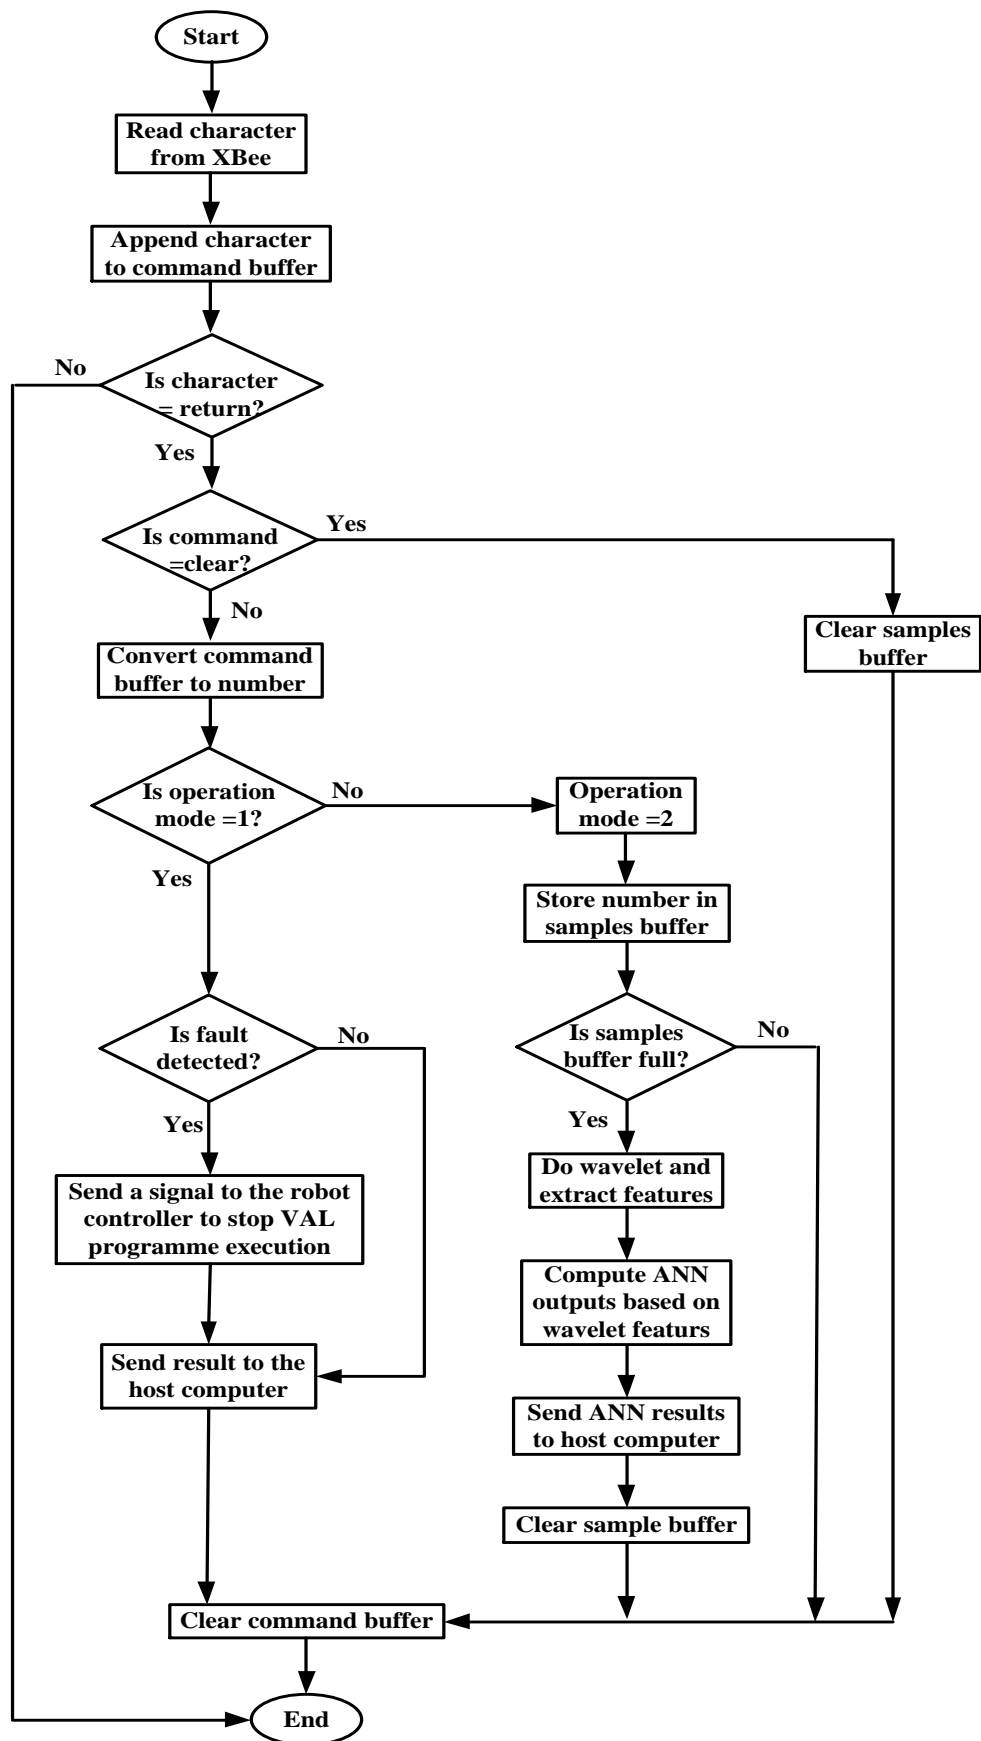 Start
Read character
from XBee
Append character
to command buffer
No
Is character
= return?
Yes
Is command
=clear?
Yes
No
Clear samples
buffer
Convert command
buffer to number
Is operation
mode =1?
No
Operation
mode =2
Yes
Store number in
samples buffer
Is fault
detected?
No
Is samples
buffer full?
No
Yes
Yes
Do wavelet and
extract features
Send a signal to the robot
controller to stop VAL
programme execution
Compute ANN
outputs based on
wavelet featurs
Send result to the
host computer
Send ANN results
to host computer
Clear sample buffer
Clear command buffer
End